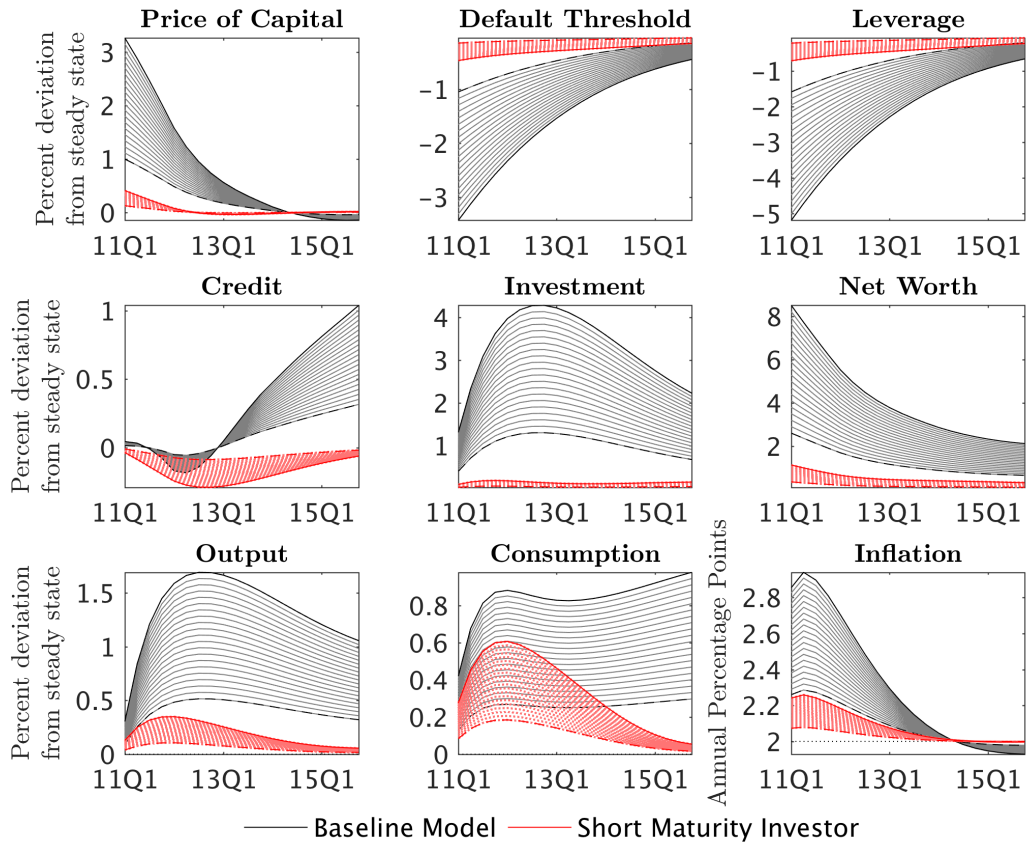 Price of Capital
Default Threshold
Leverage
Percent deviation
from steady state
3
2
1
0
11Q1
13Q1
15Q1
-1
-2
-3
11Q1
13Q1
15Q1
-1
-2
-3
-4
-5
11Q1
13Q1
15Q1
Credit
Investment
Net Worth
Percent deviation
from steady state
1
0.5
0
11Q1
13Q1
15Q1
4
3
2
1
11Q1
13Q1
15Q1
8
6
4
2
11Q1
13Q1
15Q1
Output
Consumption
Inflation
Percent deviation
from steady state
1.5
1
0.5
0
11Q1
13Q1
15Q1
0.8
0.6
0.4
0.2
0
11Q1
13Q1
15Q1
Annual Percentage Points
2.8
2.6
2.4
2.2
2
11Q1
13Q1
15Q1
Baseline Model
Short Maturity Investor